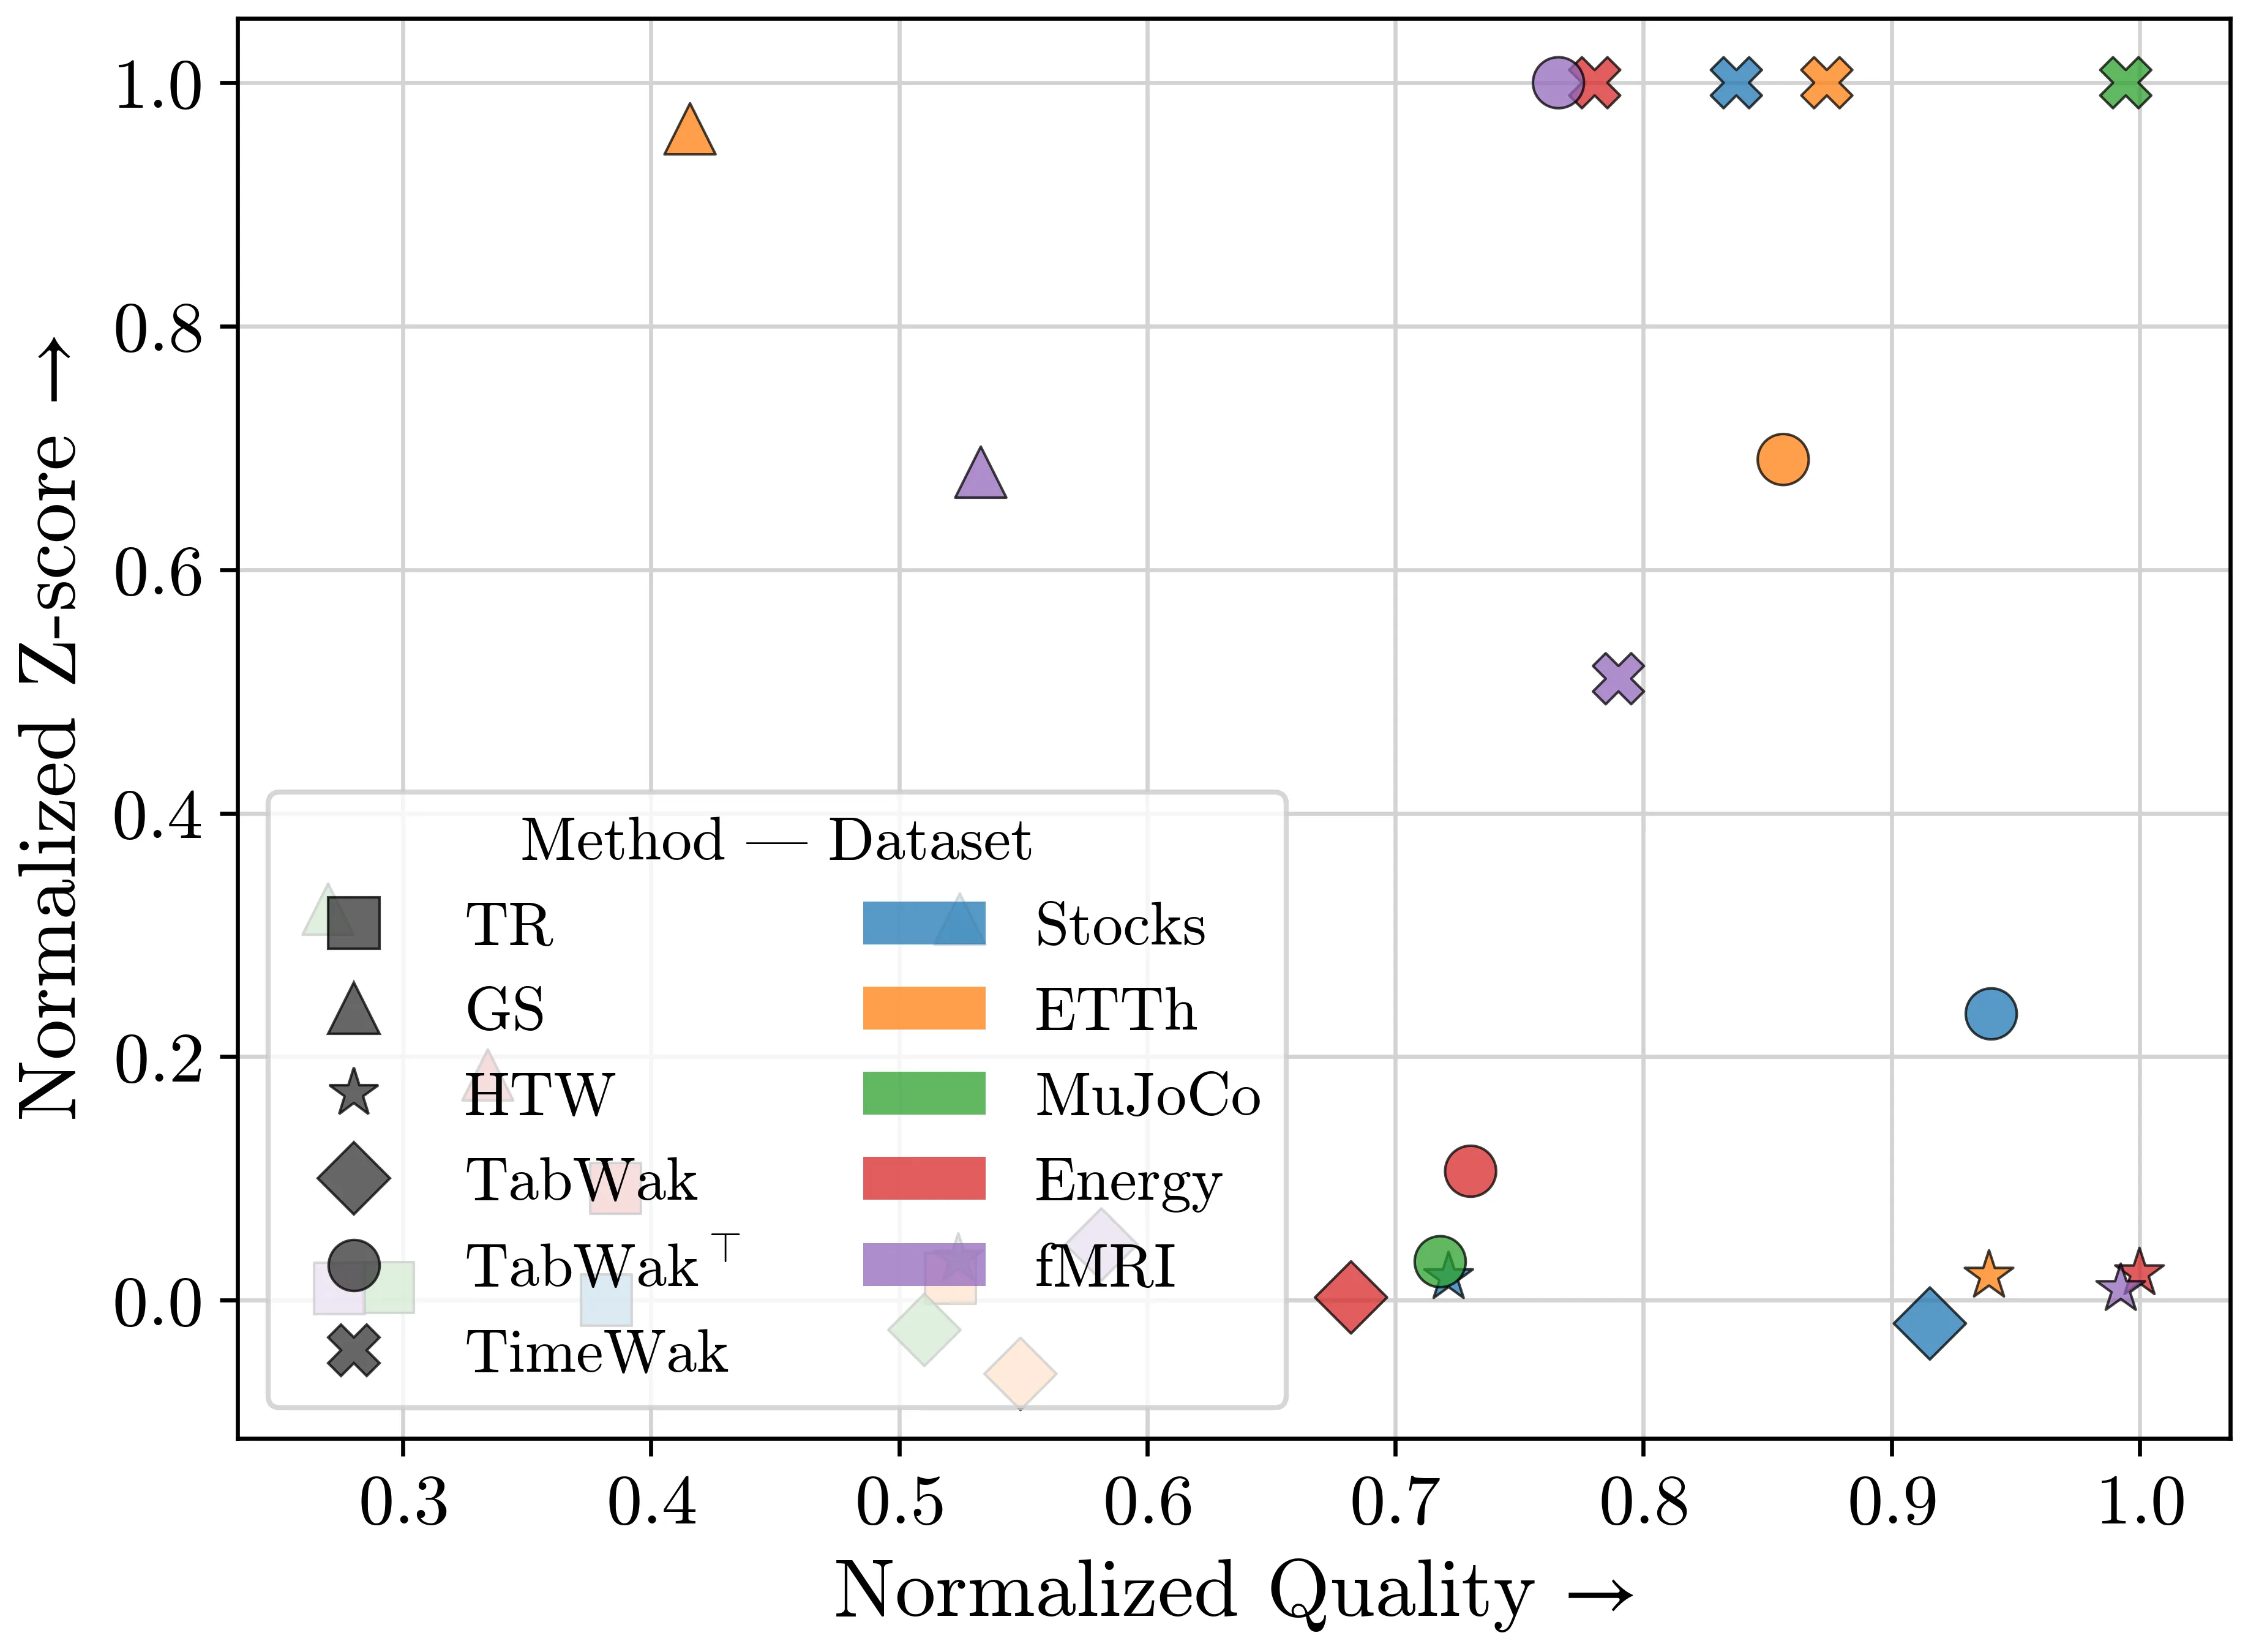 Normalized Z-score →
1.0
0.8
0.6
0.4
0.2
0.0
Method — Dataset
TR
GS
HTW
TabWak
TabWak⊤
TimeWak
Stocks
ETTh
MuJoCo
Energy
fMRI
0.3 0.4 0.5 0.6 0.7 0.8 0.9 1.0
Normalized Quality →